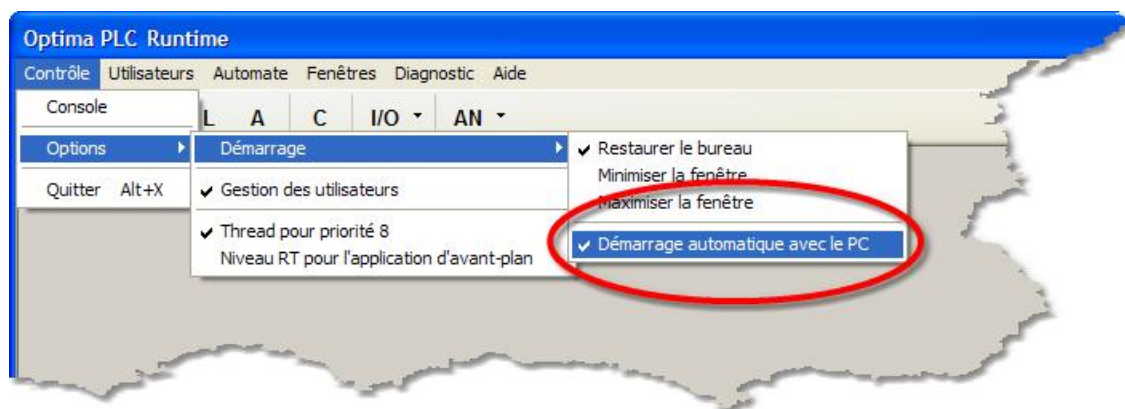 Optima PLC Runtime
Contrôle Utilisateurs Automate Fenêtres Diagnostic Aide
Console
L A C I/O AN
Options
Démarrage
Restaurer le bureau
Minimiser la fenêtre
Maximiser la fenêtre
Démarrage automatique avec le PC
Quitter Alt+X
Gestion des utilisateurs
Thread pour priorité 8
Niveau RT pour l'application d'avant-plan